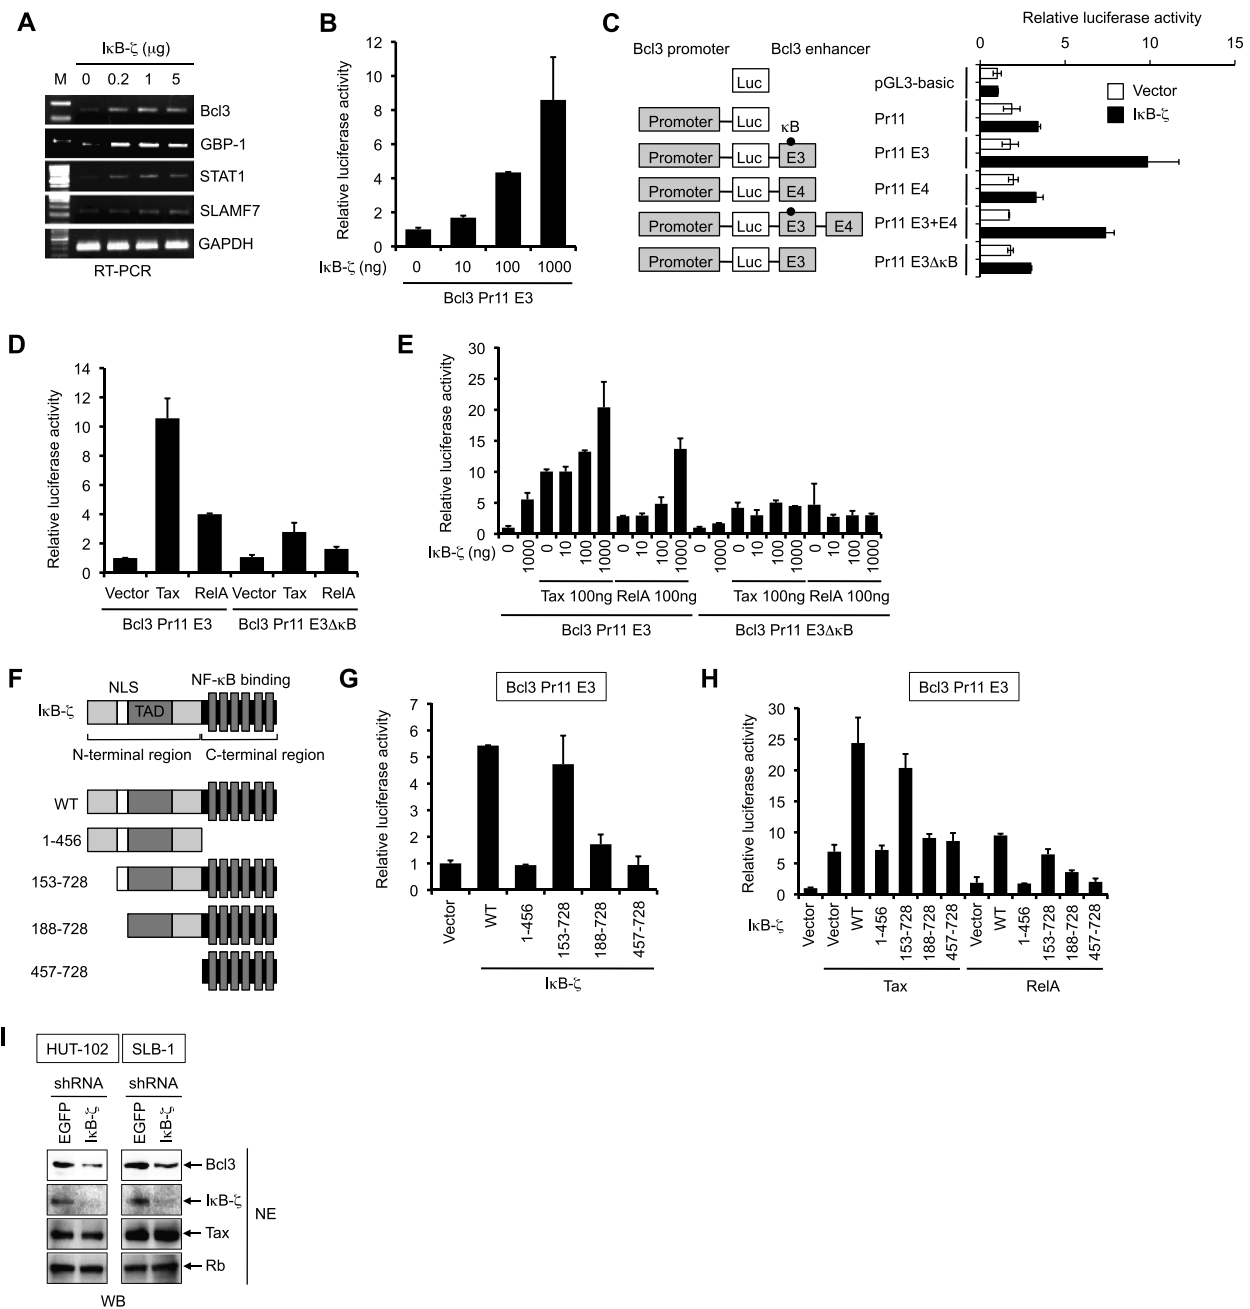 A
IκB-ζ (μg)
M 0 0.2 1 5
Bcl3
GBP-1
STAT1
SLAMF7
GAPDH
RT-PCR
B
Relative luciferase activity
12
10
8
6
4
2
0
IκB-ζ (ng) 0 10 100 1000
Bcl3 Pr11 E3
C
Relative luciferase activity
0 5 10 15
Bcl3 promoter Bcl3 enhancer
Luc pGL3-basic
Promoter Luc Pr11
κB
Promoter Luc E3 Pr11 E3
Promoter Luc E4 Pr11 E4
Promoter Luc E3 E4 Pr11 E3+E4
Promoter Luc E3 Pr11 E3ΔκB
Vector
IκB-ζ
D
Relative luciferase activity
14
12
10
8
6
4
2
0
Vector Tax RelA Vector Tax RelA
Bcl3 Pr11 E3 Bcl3 Pr11 E3ΔκB
E
Relative luciferase activity
30
25
20
15
10
5
0
IκB-ζ (ng) 0 1000 0 10 100 1000 0 10 100 1000 0 1000 0 10 100 1000 0 10 100 1000
Tax 100ng RelA 100ng Tax 100ng RelA 100ng
Bcl3 Pr11 E3 Bcl3 Pr11 E3ΔκB
F
NLS NF-κB binding
IκB-ζ TAD
N-terminal region C-terminal region
WT
1-456
153-728
188-728
457-728
G
Bcl3 Pr11 E3
Relative luciferase activity
7
6
5
4
3
2
1
0
Vector WT 1-456 153-728 188-728 457-728
IκB-ζ
H
Bcl3 Pr11 E3
Relative luciferase activity
30
25
20
15
10
5
0
IκB-ζ Vector Vector WT 1-456 153-728 188-728 457-728 Vector WT 1-456 153-728 188-728 457-728
Tax RelA
I
HUT-102 SLB-1
shRNA shRNA
EGFP IκB-ζ EGFP IκB-ζ
Bcl3
IκB-ζ
Tax
Rb
NE
WB